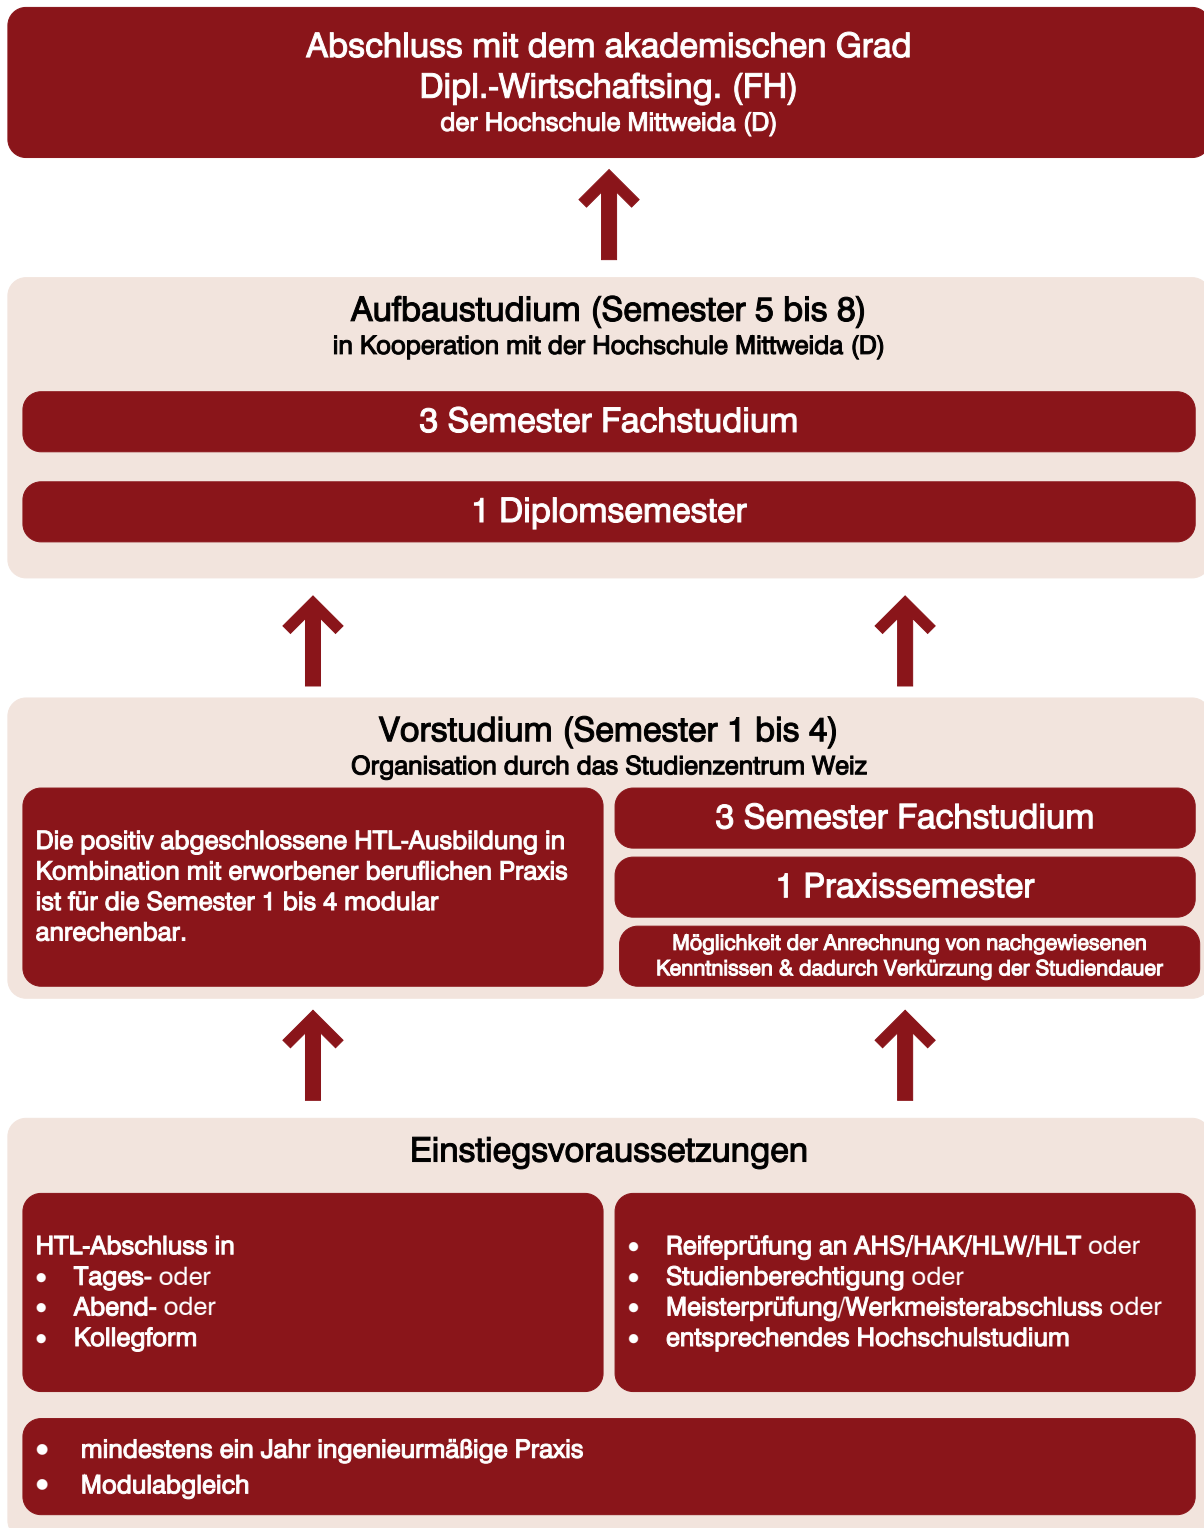 Abschluss mit dem akademischen Grad
Dipl.-Wirtschaftsing. (FH)
der Hochschule Mittweida (D)
Aufbaustudium (Semester 5 bis 8)
in Kooperation mit der Hochschule Mittweida (D)
3 Semester Fachstudium
1 Diplomsemester
Vorstudium (Semester 1 bis 4)
Organisation durch das Studienzentrum Weiz
Die positiv abgeschlossene HTL-Ausbildung in
Kombination mit erworbener beruflichen Praxis
ist für die Semester 1 bis 4 modular
anrechenbar.
3 Semester Fachstudium
1 Praxissemester
Möglichkeit der Anrechnung von nachgewiesenen
Kenntnissen & dadurch Verkürzung der Studiendauer
Einstiegsvoraussetzungen
HTL-Abschluss in
• Tages- oder
• Abend- oder
• Kollegform
• Reifeprüfung an AHS/HAK/HLW/HLT oder
• Studienberechtigung oder
• Meisterprüfung/Werkmeisterabschluss oder
• entsprechendes Hochschulstudium
• mindestens ein Jahr ingenieurmäßige Praxis
• Modulabgleich